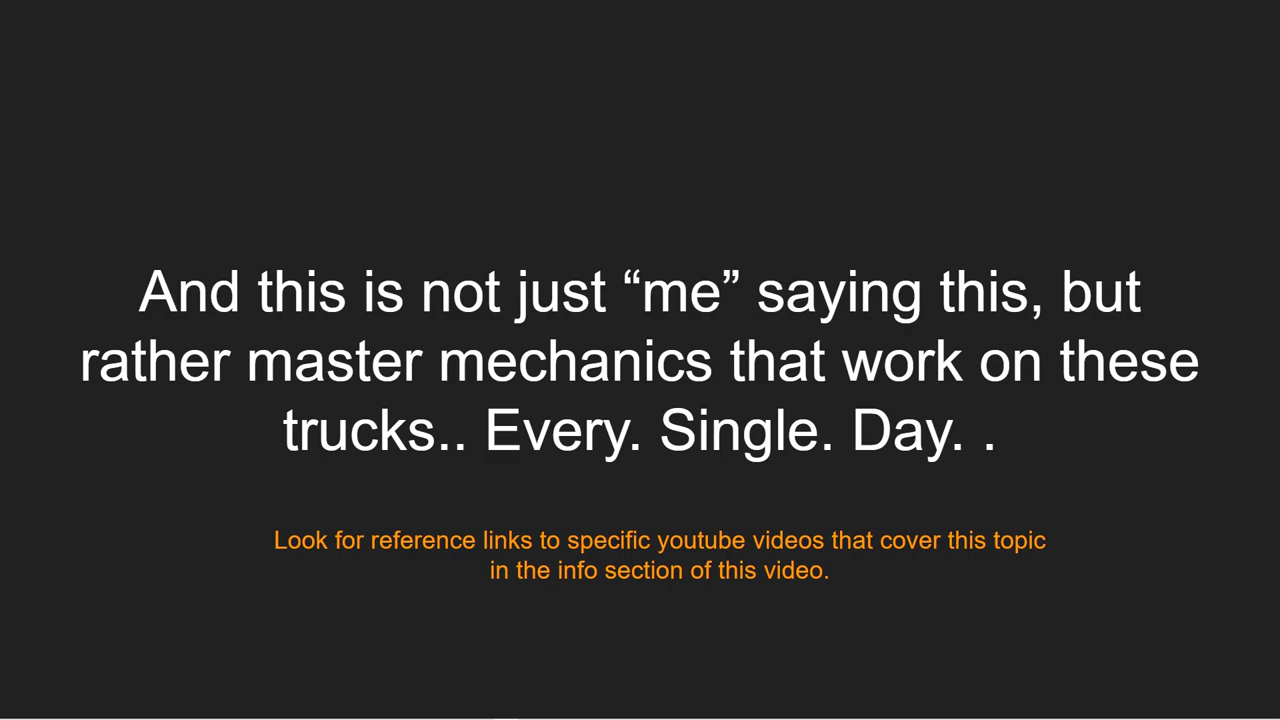 And this is not just “me” saying this, but
rather master mechanics that work on these
trucks.. Every. Single. Day. .
Look for reference links to specific youtube videos that cover this topic
in the info section of this video.